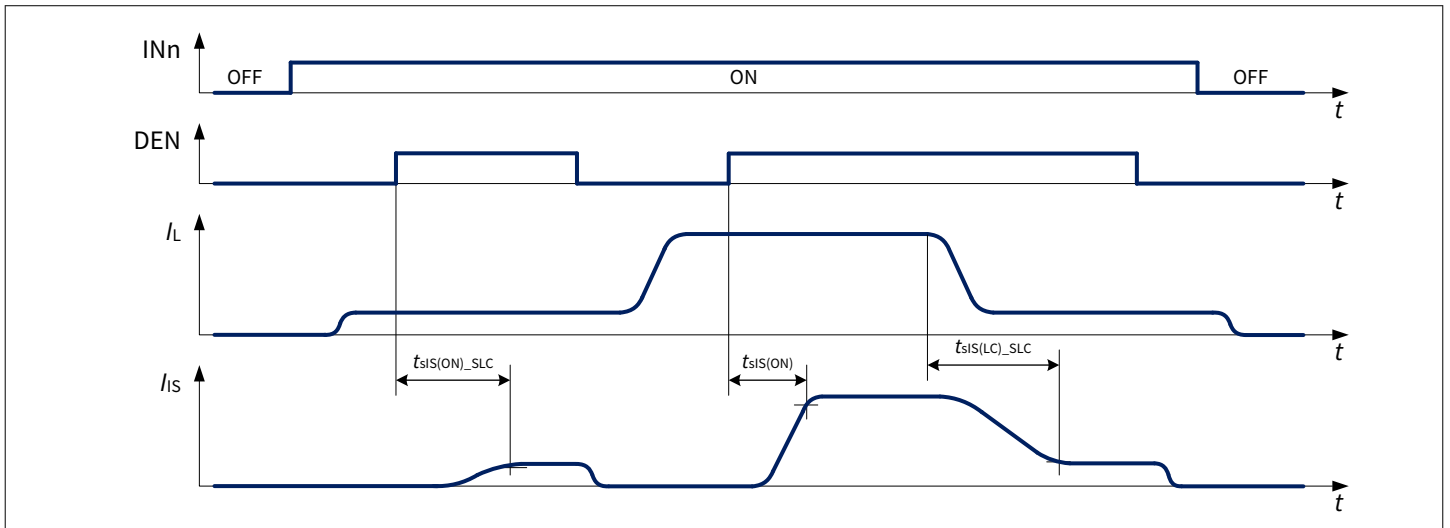 INn
OFF
ON
OFF
t
DEN
t
IL
t
tsIS(ON)_SLC
tsIS(ON)
tsIS(LC)_SLC
IIS
t